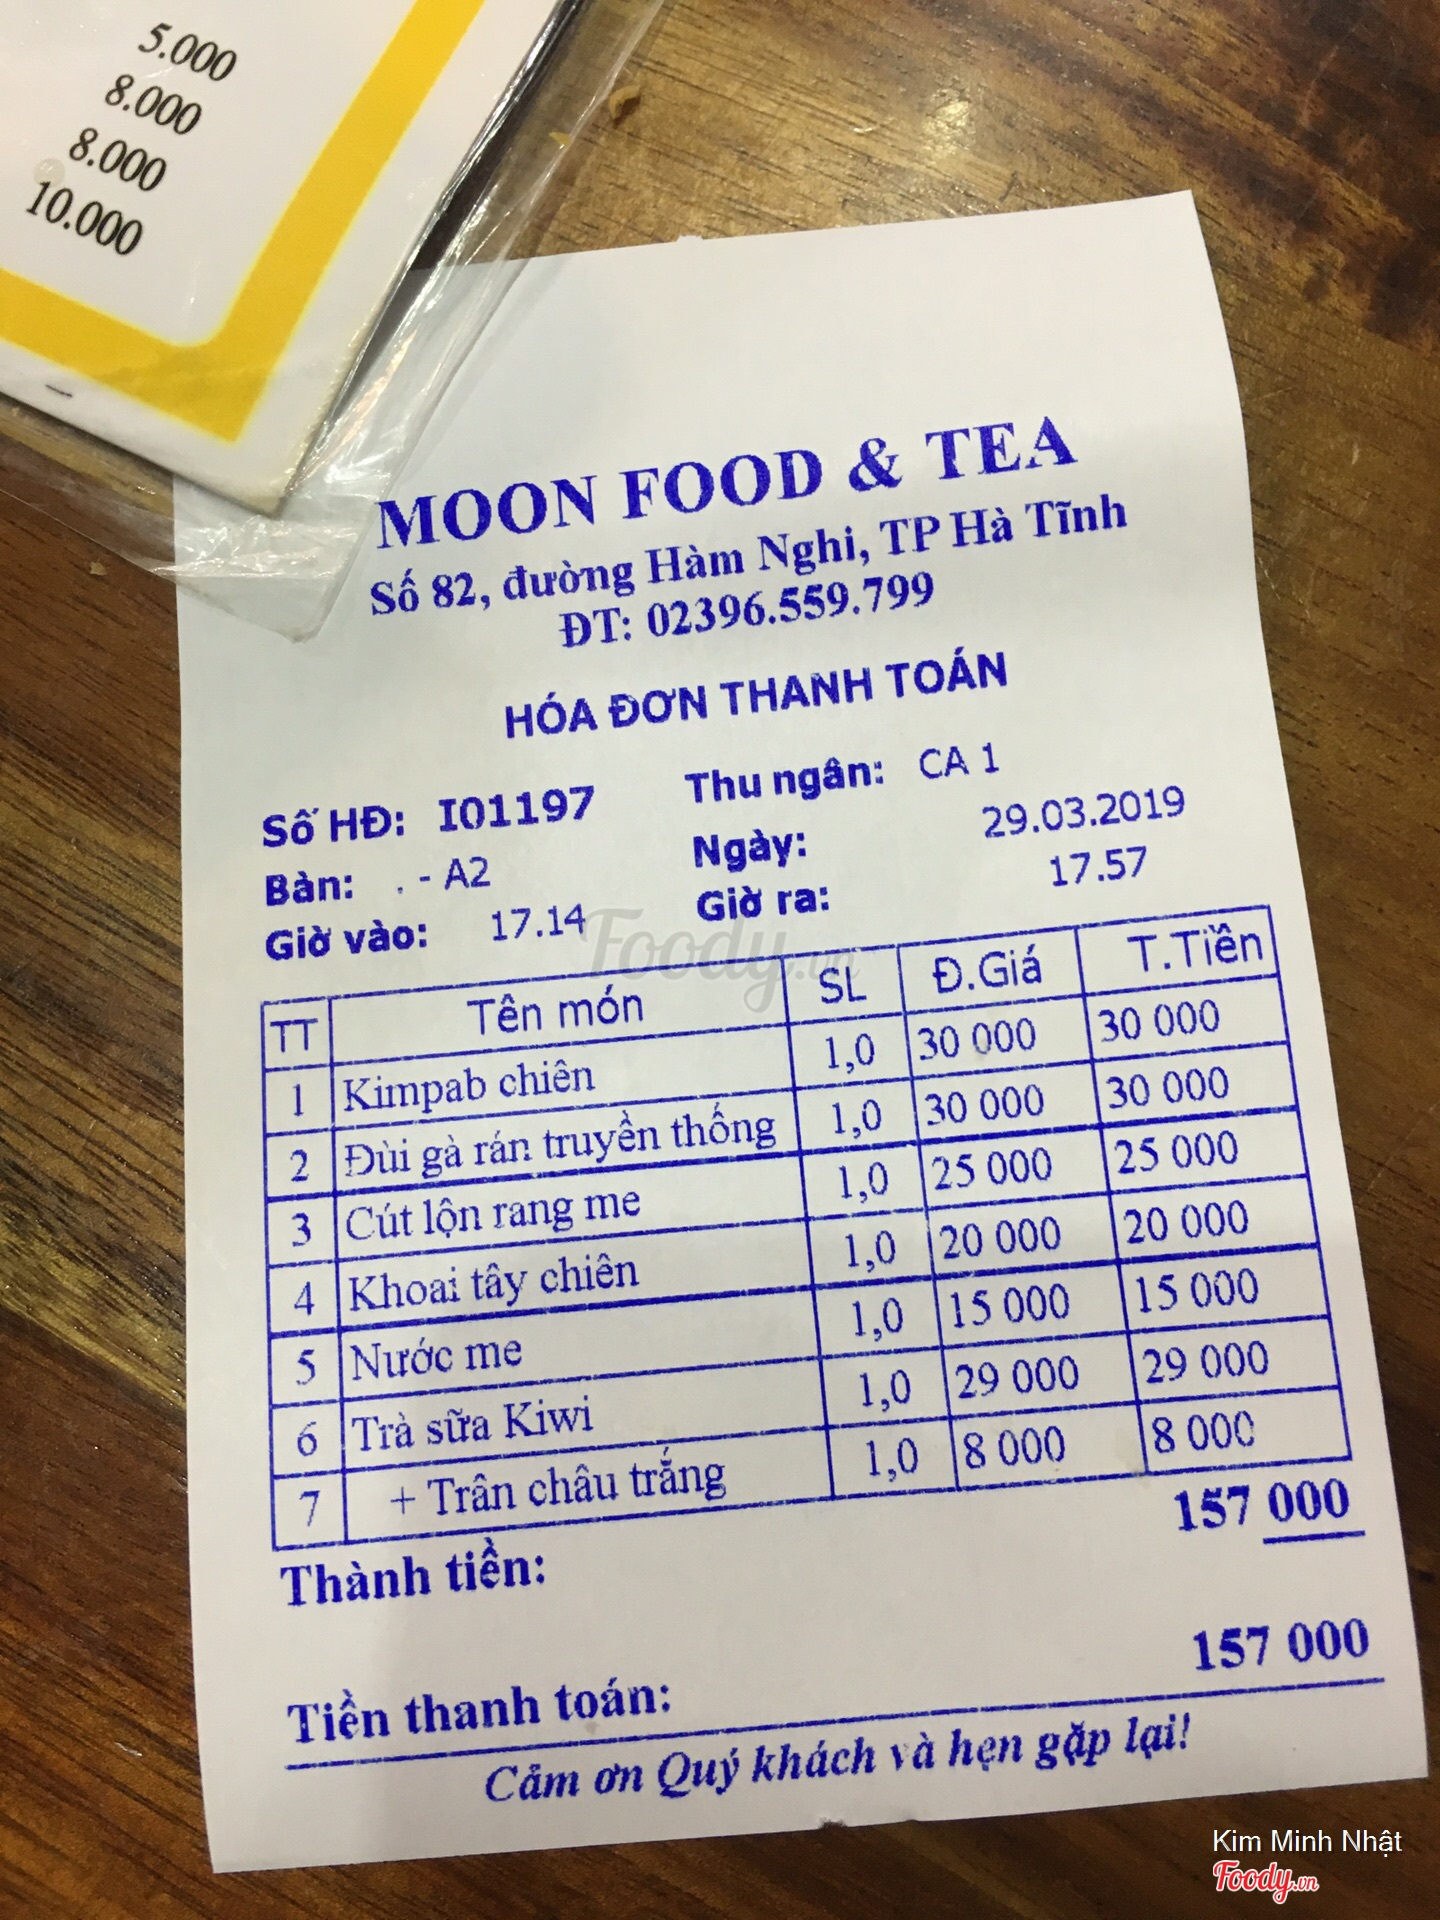 5.000
8.000
8.000
10.000
MOON FOOD & TEA
Số 82, đường Hàm Nghi, TP Hà Tĩnh
ĐT: 02396.559.799
HÓA ĐƠN THANH TOÁN
Số HĐ: I01197 Thu ngân: CA 1
Bàn: . - A2 Ngày: 29.03.2019
Giờ vào: 17.14 Giờ ra: 17.57
TT Tên món SL Đ.Giá T.Tiền
1 Kimpab chiên 1,0 30 000 30 000
2 Đùi gà rán truyền thống 1,0 30 000 30 000
3 Cút lộn rang me 1,0 25 000 25 000
4 Khoai tây chiên 1,0 20 000 20 000
5 Nước me 1,0 15 000 15 000
6 Trà sữa Kiwi 1,0 29 000 29 000
7 + Trân châu trắng 1,0 8 000 8 000
Thành tiền: 157 000
Tiền thanh toán: 157 000
Cảm ơn Quý khách và hẹn gặp lại!
Foody.vn
Kim Minh Nhật
Foody.vn